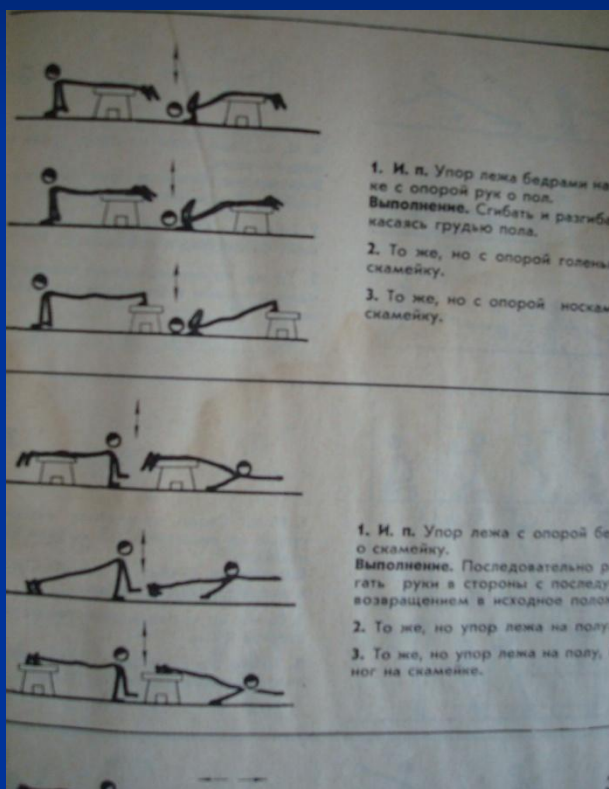 1. И. п. Упор лежа бедрами на
ке с опорой рук о пол.
Выполнение. Сгибать и разгиба
касаясь грудью пола.
2. То же, но с опорой голень
скамейку.
3. То же, но с опорой носкам
скамейку.
1. И. п. Упор лежа с опорой бе
о скамейку.
Выполнение. Последовательно р
гать руки в стороны с последу
возвращением в исходное полож
2. То же, но упор лежа на полу
3. То же, но упор лежа на полу,
ног на скамейке.